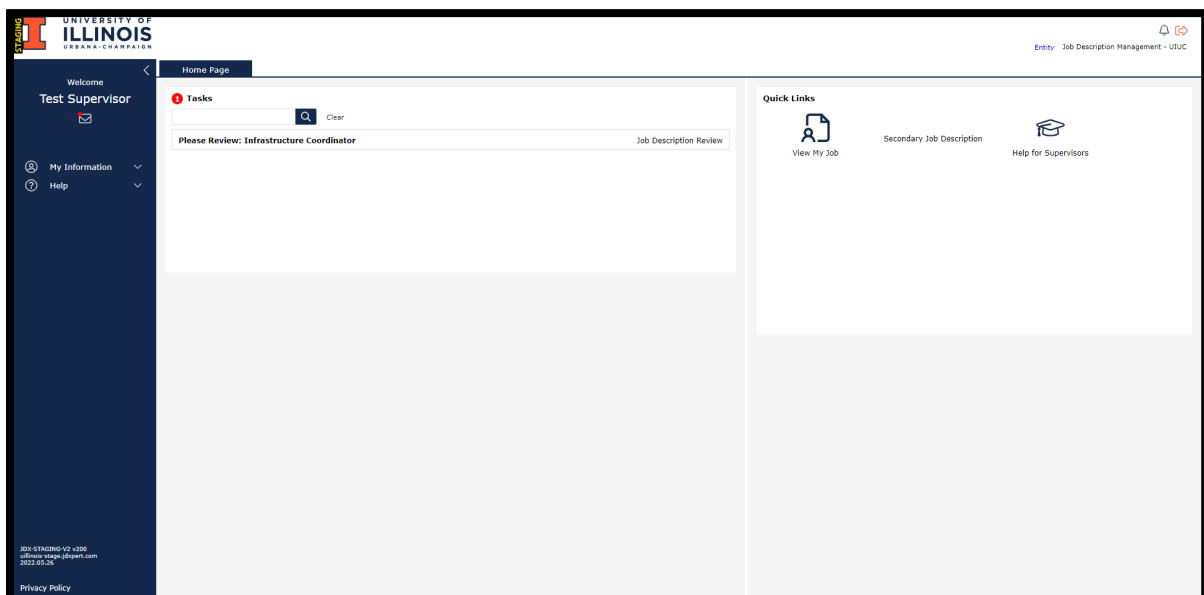 STAGING
UNIVERSITY OF
ILLINOIS
URBANA-CHAMPAIGN
Entity Job Description Management - UIUC
Welcome
Test Supervisor
My Information
Help
JDX-STAGING-V2 v200
uillinois-stage.jdxpert.com
2022.05.26
Privacy Policy
Home Page
1 Tasks
Clear
Please Review: Infrastructure Coordinator Job Description Review
Quick Links
View My Job
Secondary Job Description
Help for Supervisors